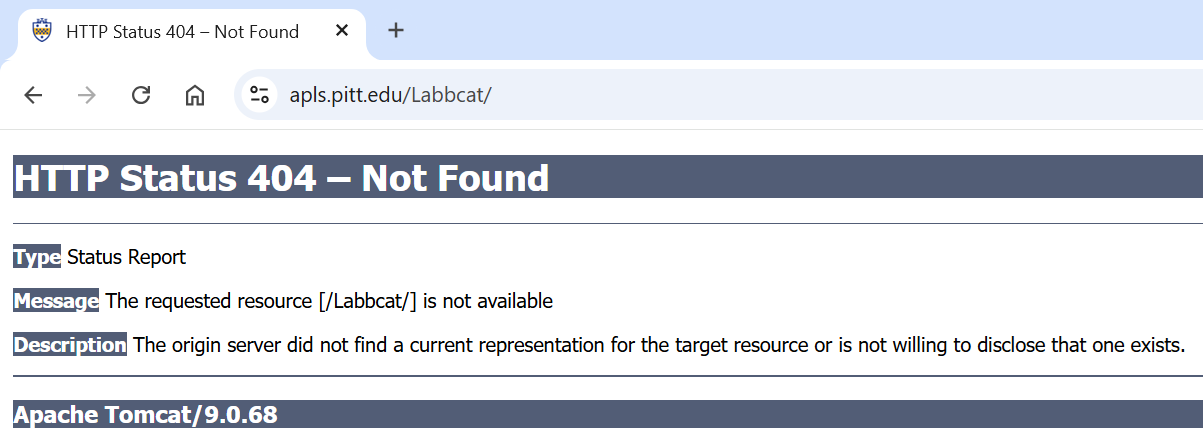 HTTP Status 404 – Not Found
apls.pitt.edu/Labbcat/
HTTP Status 404 – Not Found
Type Status Report
Message The requested resource [/Labbcat/] is not available
Description The origin server did not find a current representation for the target resource or is not willing to disclose that one exists.
Apache Tomcat/9.0.68